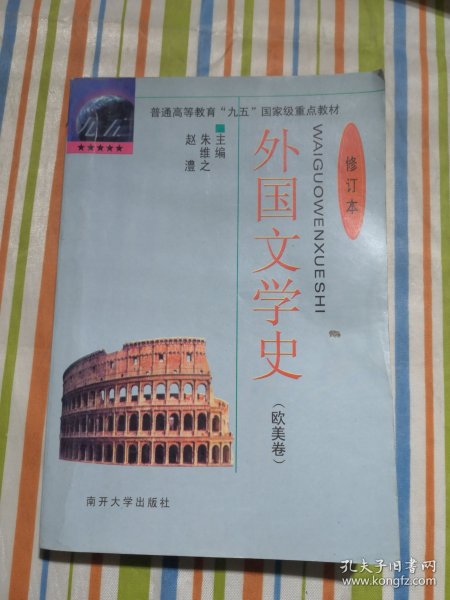 普通高等教育“九五”国家级重点教材
九五
★★★★★
修订本
WAIGUOWENXUESHI
外国文学史
（欧美卷）
主编
朱维之
赵澧
南开大学出版社
孔夫子旧书网
www.kongfz.com